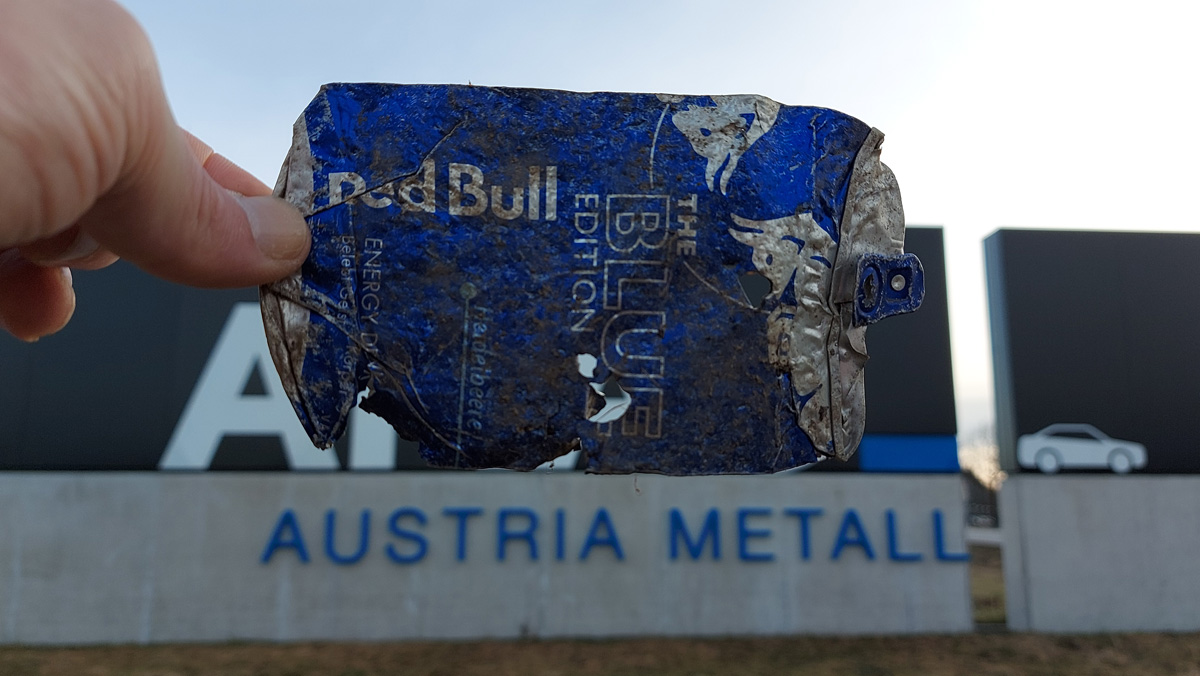 Red Bull
ENERGY
THE
BLUE
EDITION
Heidelbeere
AUSTRIA METALL